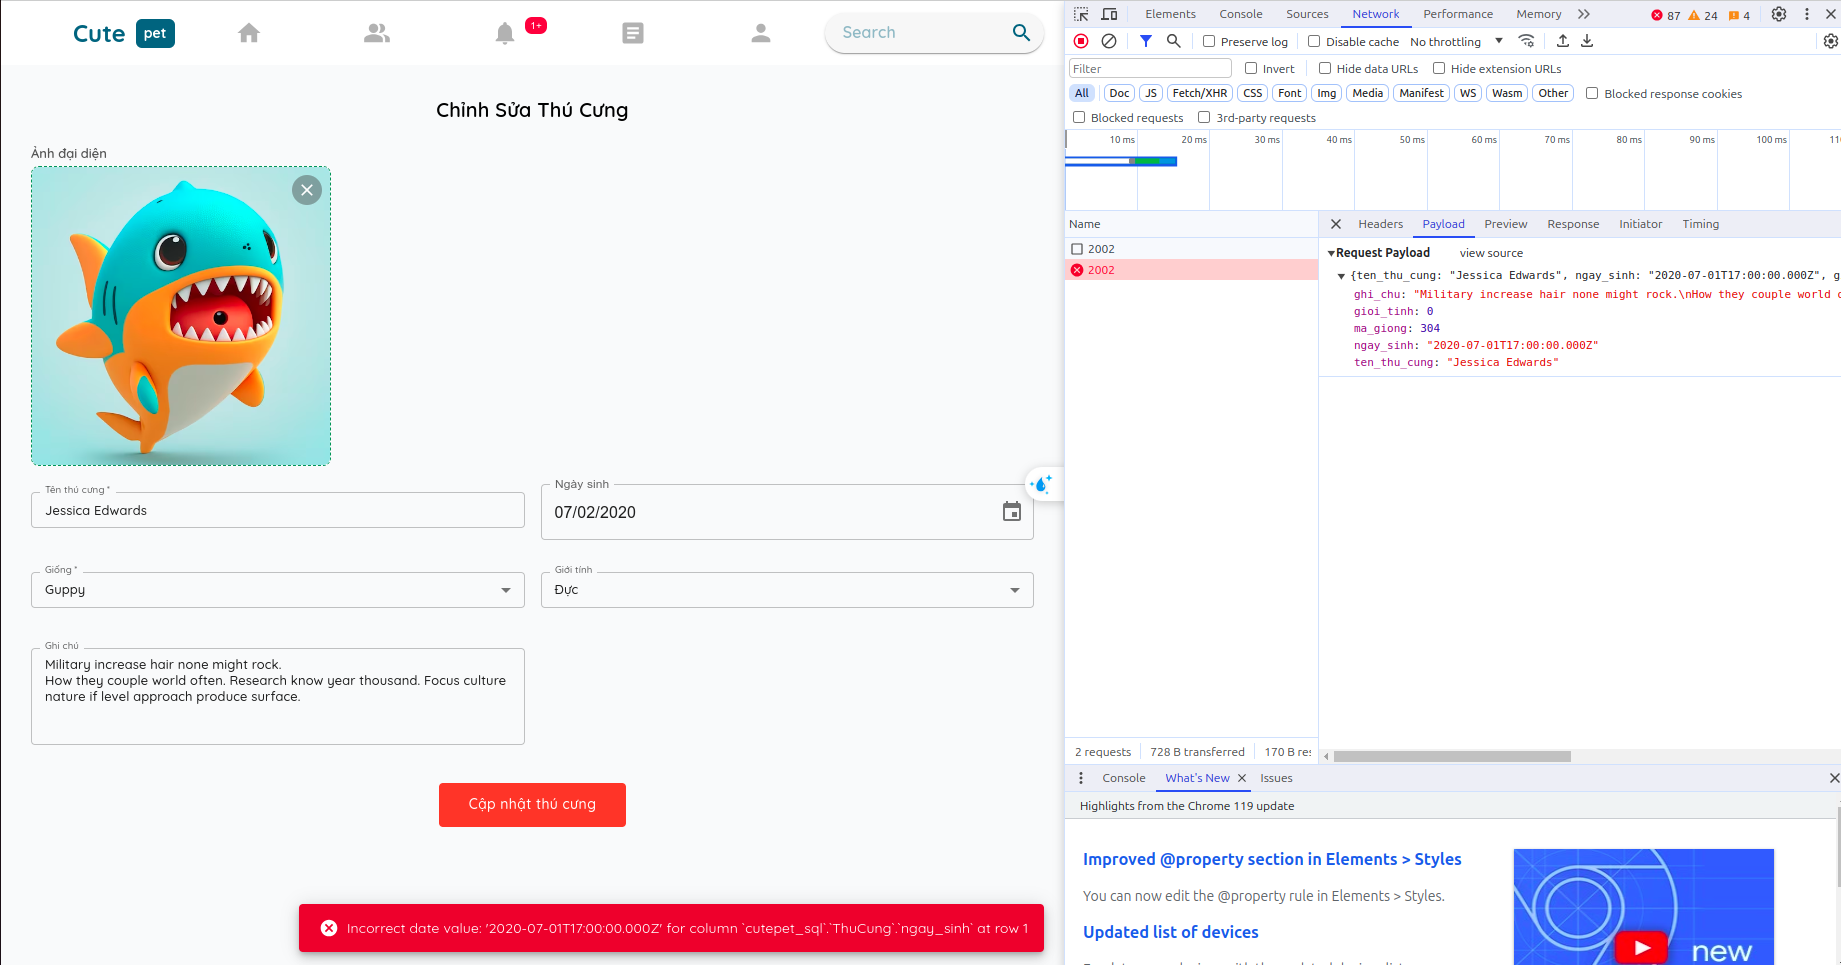 Cute pet
1+
Search
Chỉnh Sửa Thú Cưng
Ảnh đại diện
Tên thú cưng *
Jessica Edwards
Ngày sinh
07/02/2020
Giống *
Guppy
Giới tính
Đực
Ghi chú
Military increase hair none might rock.
How they couple world often. Research know year thousand. Focus culture
nature if level approach produce surface.
Cập nhật thú cưng
Incorrect date value: '2020-07-01T17:00:00.000Z' for column `cutepet_sql`.`ThuCung`.`ngay_sinh` at row 1
Elements Console Sources Network Performance Memory 87 24 4
Preserve log Disable cache No throttling
Filter Invert Hide data URLs Hide extension URLs
All Doc JS Fetch/XHR CSS Font Img Media Manifest WS Wasm Other Blocked response cookies
Blocked requests 3rd-party requests
10 ms 20 ms 30 ms 40 ms 50 ms 60 ms 70 ms 80 ms 90 ms 100 ms 11
Name
2002
2002
Headers Payload Preview Response Initiator Timing
Request Payload view source
{ten_thu_cung: "Jessica Edwards", ngay_sinh: "2020-07-01T17:00:00.000Z", g
ghi_chu: "Military increase hair none might rock.\nHow they couple world
gioi_tinh: 0
ma_giong: 304
ngay_sinh: "2020-07-01T17:00:00.000Z"
ten_thu_cung: "Jessica Edwards"
2 requests 728 B transferred 170 B res
Console What's New Issues
Highlights from the Chrome 119 update
Improved @property section in Elements > Styles
You can now edit the @property rule in Elements > Styles.
Updated list of devices
new